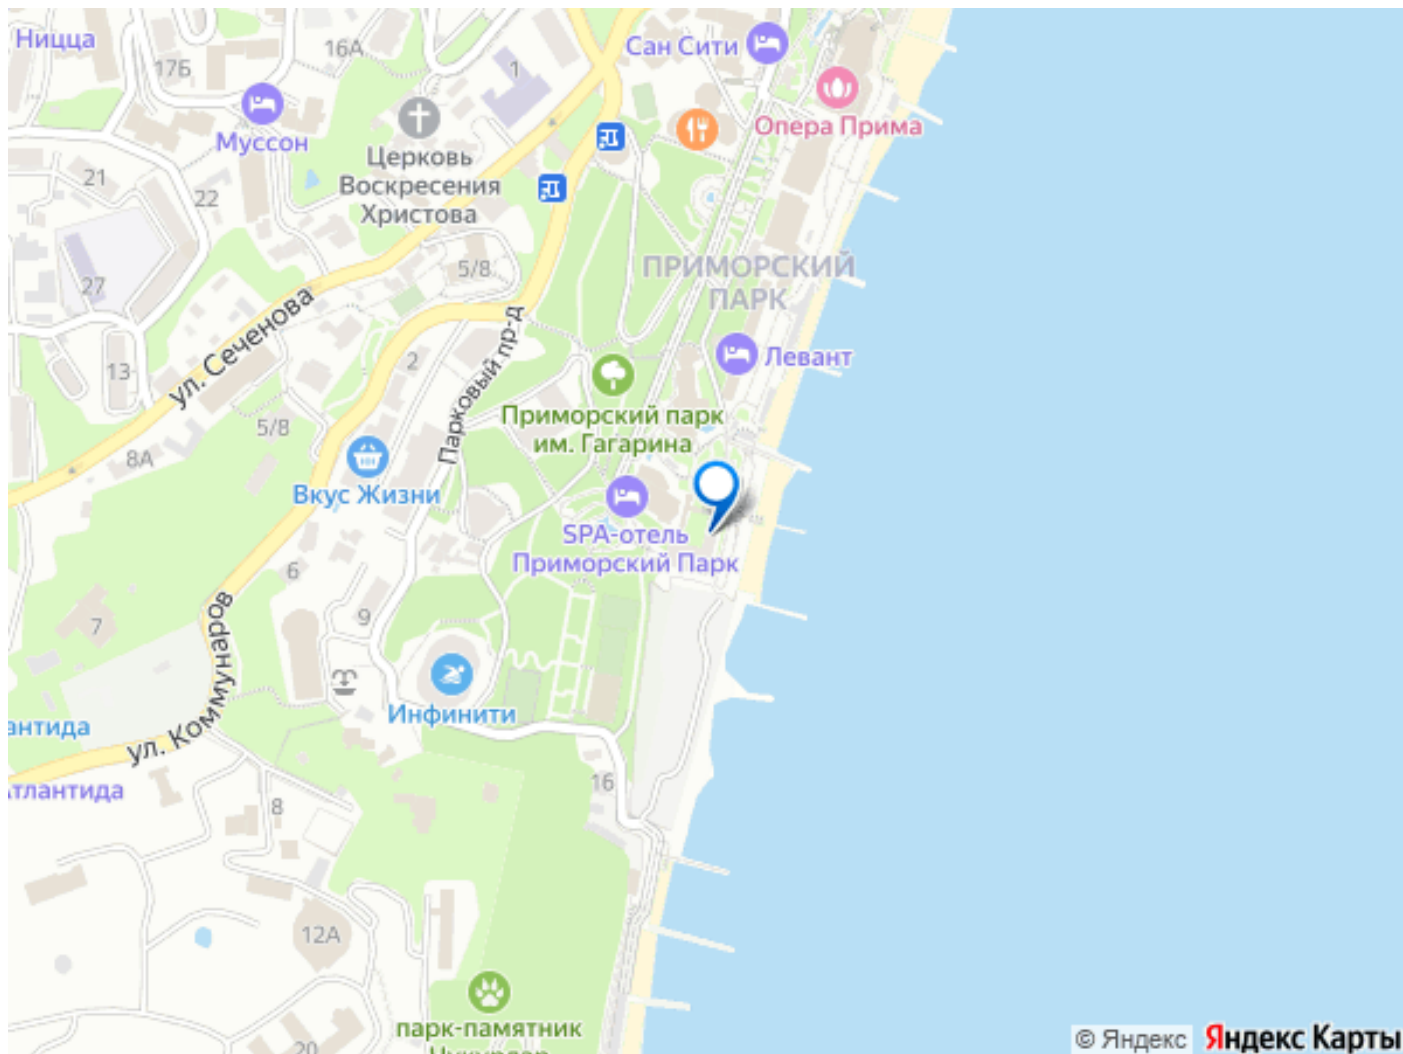 Ницца
16А
17Б
1
Сан Сити
Муссон
Опера Прима
Церковь
Воскресения
Христова
21
22
27
5/8
ПРИМОРСКИЙ
ПАРК
ул. Сеченова
13
2
Парковый пр-д
Левант
Приморский парк
им. Гагарина
5/8
8А
Вкус Жизни
SPA-отель
Приморский Парк
6
9
7
ул. Коммунаров
Инфинити
антида
тлантида
16
8
12А
парк-памятник
Чукурлар
20
© Яндекс Яндекс Карты